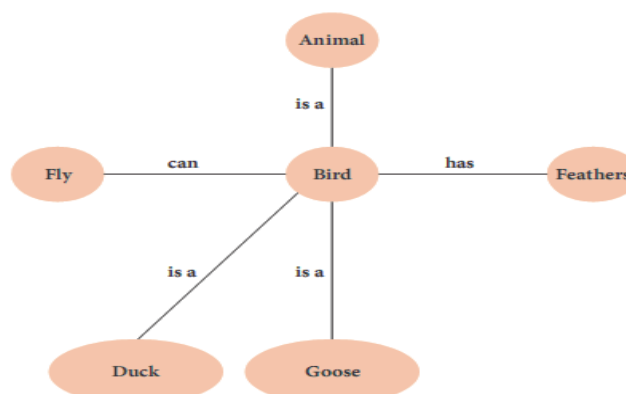 Animal
is a
Fly
can
Bird
has
Feathers
is a
is a
Duck
Goose